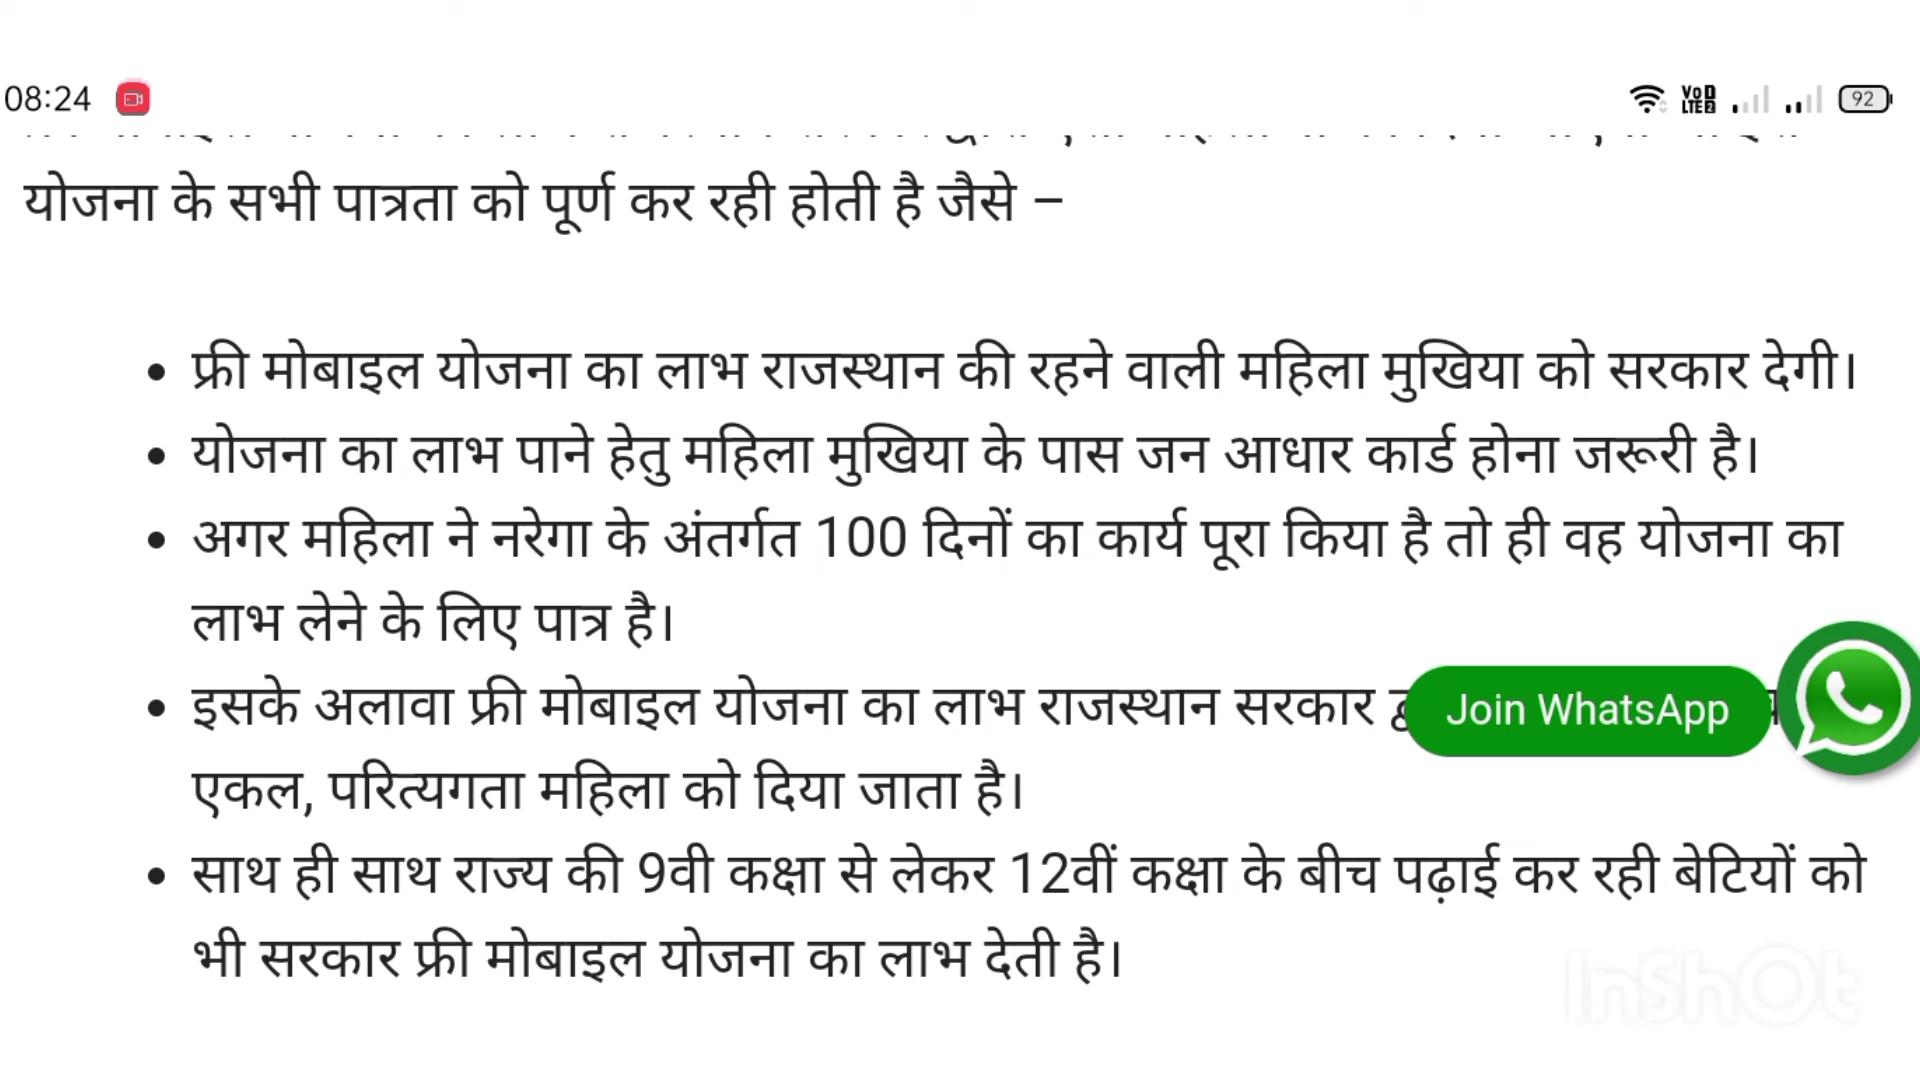 08:24
VoD LTE2
92
योजना के सभी पात्रता को पूर्ण कर रही होती है जैसे –
• फ्री मोबाइल योजना का लाभ राजस्थान की रहने वाली महिला मुखिया को सरकार देगी।
• योजना का लाभ पाने हेतु महिला मुखिया के पास जन आधार कार्ड होना जरूरी है।
• अगर महिला ने नरेगा के अंतर्गत 100 दिनों का कार्य पूरा किया है तो ही वह योजना का
लाभ लेने के लिए पात्र है।
• इसके अलावा फ्री मोबाइल योजना का लाभ राजस्थान सरकार
Join WhatsApp
एकल, परित्यगता महिला को दिया जाता है।
• साथ ही साथ राज्य की 9वी कक्षा से लेकर 12वीं कक्षा के बीच पढ़ाई कर रही बेटियों को
भी सरकार फ्री मोबाइल योजना का लाभ देती है।
InShOt